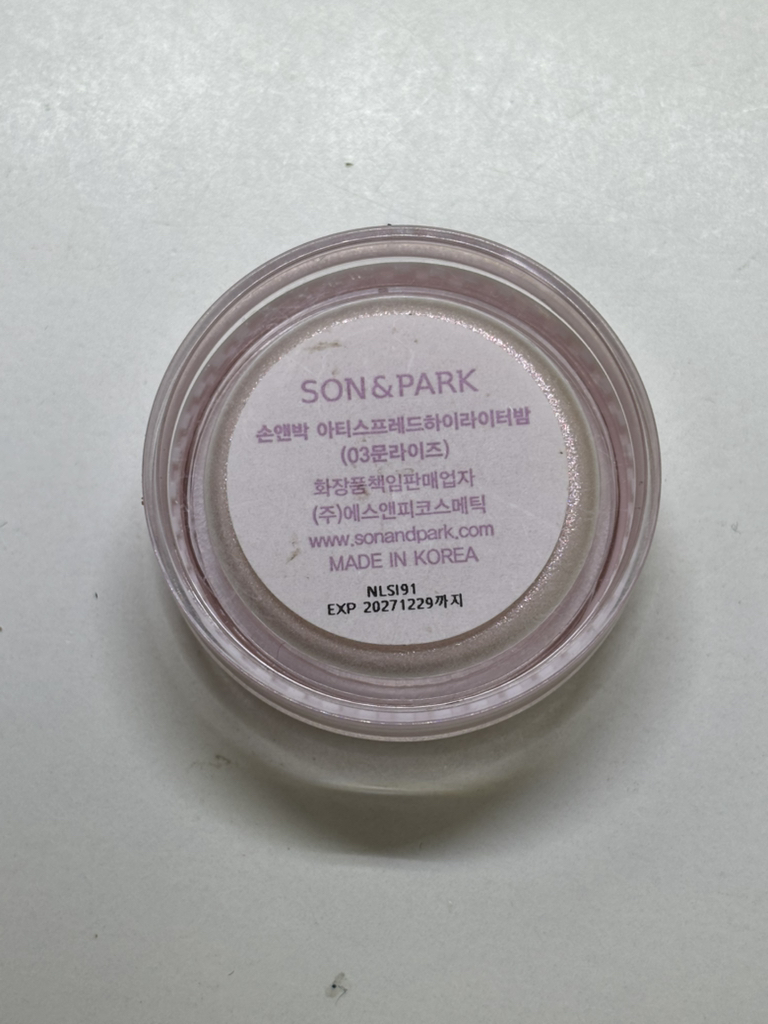 SON&PARK
손앤박 아티스프레드하이라이터밤
(03문라이즈)
화장품책임판매업자
(주)에스앤피코스메틱
www.sonandpark.com
MADE IN KOREA
NLSI91
EXP 20271229까지